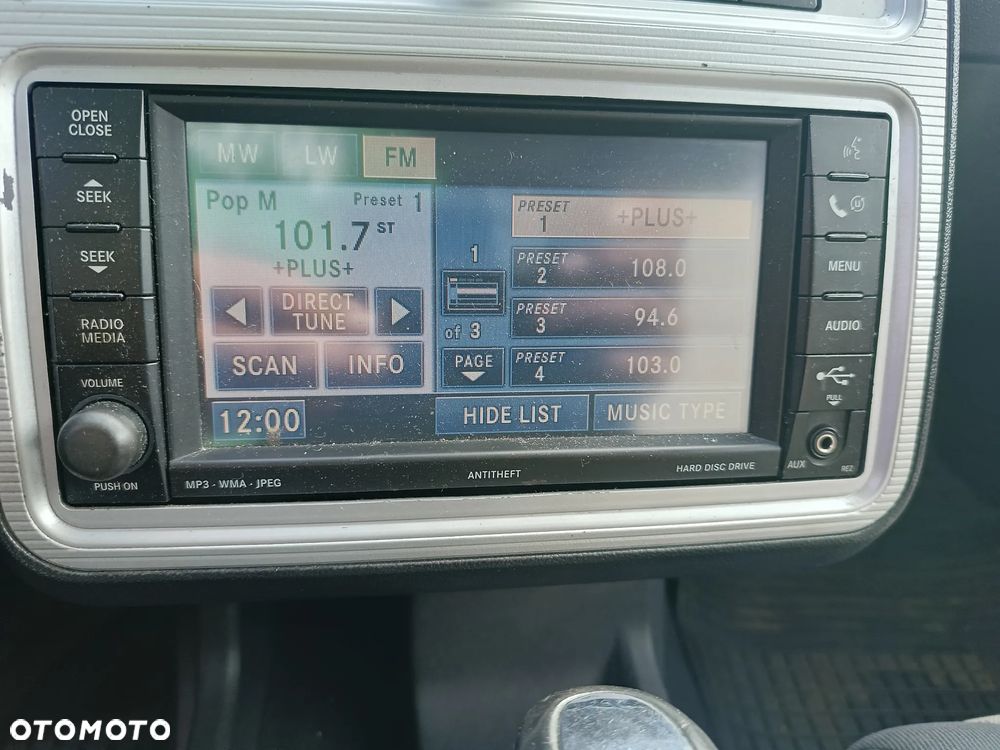 OPEN
CLOSE
SEEK
SEEK
RADIO
MEDIA
VOLUME
PUSH ON
MW LW FM
Pop M Preset 1
101.7 ST
+PLUS+
DIRECT
TUNE
SCAN INFO
12:00
1
of 3
PAGE
PRESET
1 +PLUS+
PRESET
2 108.0
PRESET
3 94.6
PRESET
4 103.0
HIDE LIST MUSIC TYPE
MP3 - WMA - JPEG
ANTITHEFT
HARD DISC DRIVE
MENU
AUDIO
PULL
AUX REZ
OTOMOTO